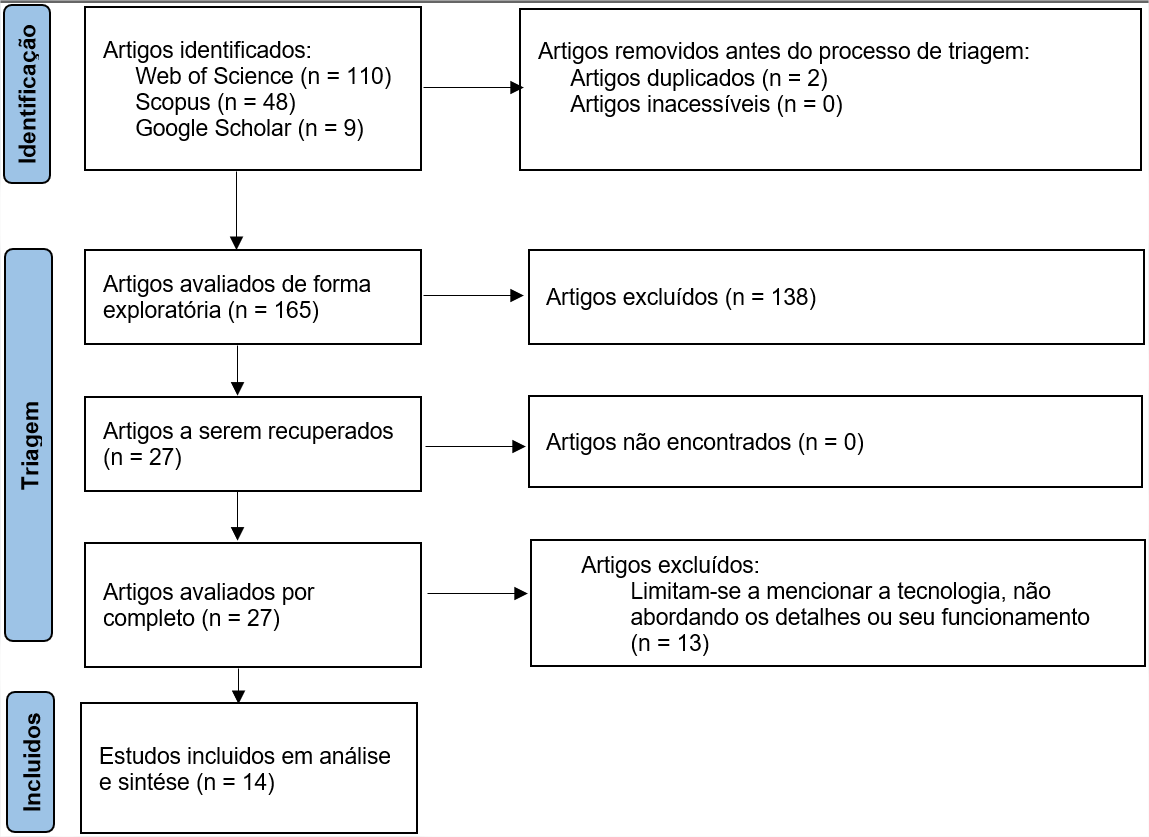 Identificação
Artigos identificados:
Web of Science (n = 110)
Scopus (n = 48)
Google Scholar (n = 9)
Artigos removidos antes do processo de triagem:
Artigos duplicados (n = 2)
Artigos inacessíveis (n = 0)
Triagem
Artigos avaliados de forma
exploratória (n = 165)
Artigos excluídos (n = 138)
Artigos a serem recuperados
(n = 27)
Artigos não encontrados (n = 0)
Artigos avaliados por
completo (n = 27)
Artigos excluídos:
Limitam-se a mencionar a tecnologia, não
abordando os detalhes ou seu funcionamento
(n = 13)
Incluidos
Estudos incluidos em análise
e sintése (n = 14)